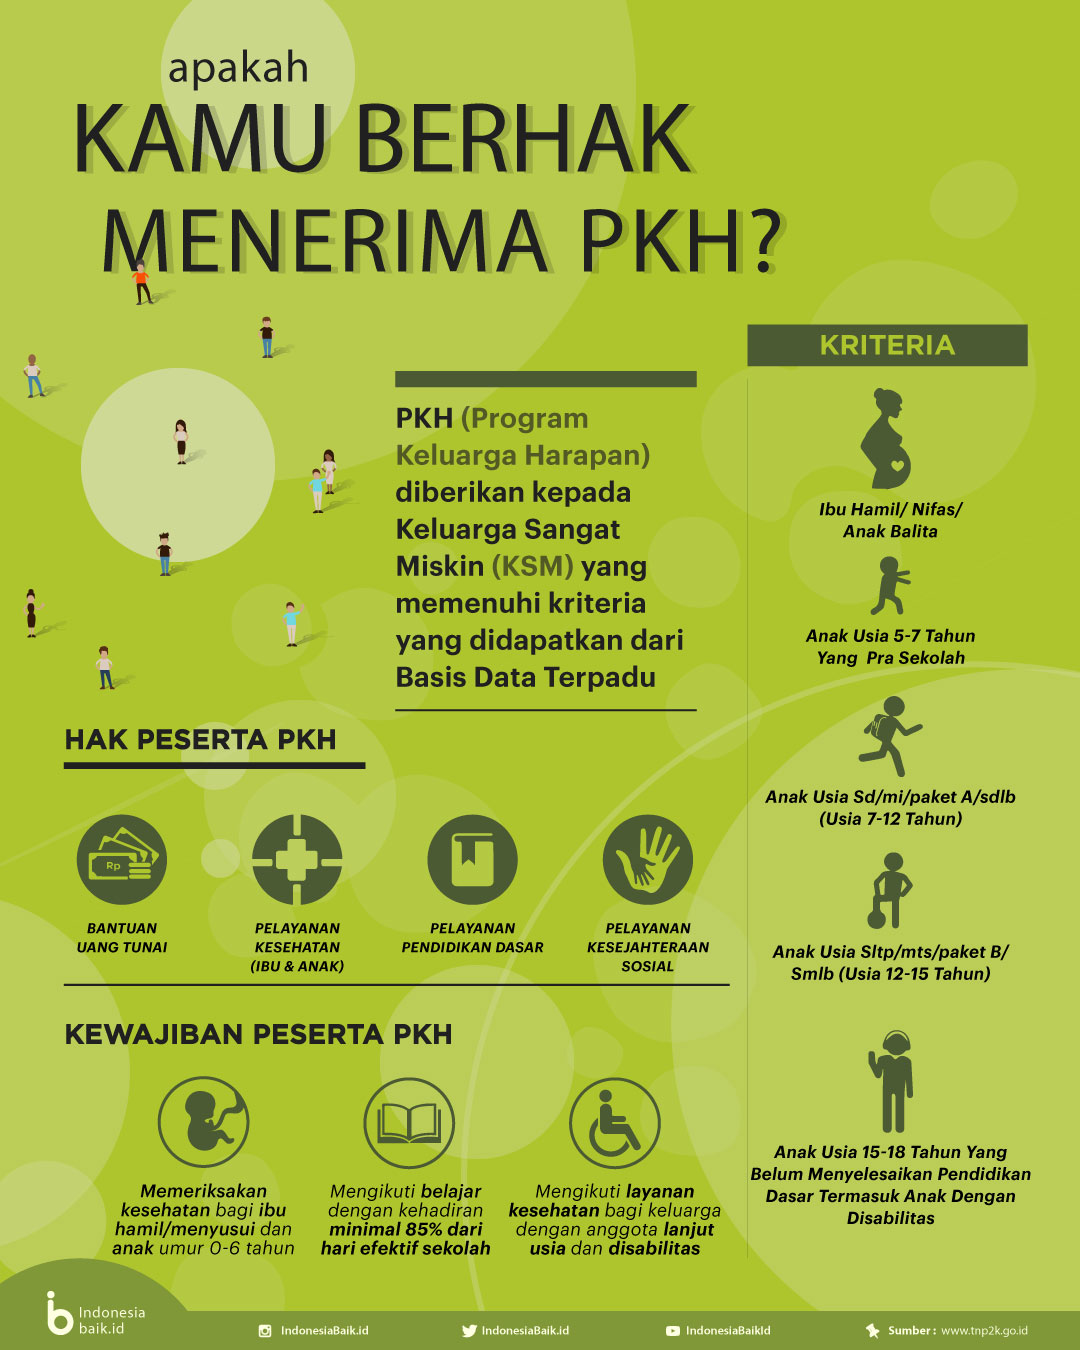 apakah
KAMU BERHAK
MENERIMA PKH?
PKH (Program
Keluarga Harapan)
diberikan kepada
Keluarga Sangat
Miskin (KSM) yang
memenuhi kriteria
yang didapatkan dari
Basis Data Terpadu
KRITERIA
Ibu Hamil/ Nifas/
Anak Balita
Anak Usia 5-7 Tahun
Yang Pra Sekolah
Anak Usia Sd/mi/paket A/sdlb
(Usia 7-12 Tahun)
Anak Usia Sltp/mts/paket B/
Smlb (Usia 12-15 Tahun)
Anak Usia 15-18 Tahun Yang
Belum Menyelesaikan Pendidikan
Dasar Termasuk Anak Dengan
Disabilitas
HAK PESERTA PKH
Rp
BANTUAN
UANG TUNAI
PELAYANAN
KESEHATAN
(IBU & ANAK)
PELAYANAN
PENDIDIKAN DASAR
PELAYANAN
KESEJAHTERAAN
SOSIAL
KEWAJIBAN PESERTA PKH
Memeriksakan
kesehatan bagi ibu
hamil/menyusui dan
anak umur 0-6 tahun
Mengikuti belajar
dengan kehadiran
minimal 85% dari
hari efektif sekolah
Mengikuti layanan
kesehatan bagi keluarga
dengan anggota lanjut
usia dan disabilitas
ib Indonesia
baik.id
IndonesiaBaik.id
IndonesiaBaik.id
IndonesiaBaikId
Sumber : www.tnp2k.go.id